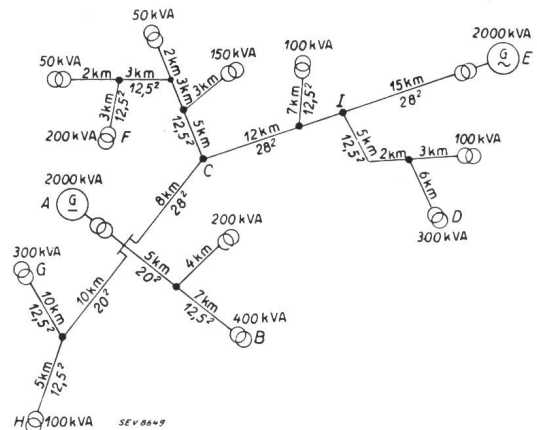 50 kVA
2000 kVA
50 kVA
2km
150 kVA
100 kVA
G
E
2km
3km
12,5²
3km
3km
15km
28²
3km
12,5²
7km
12,5²
I
200 kVA
F
12,5²
5km
12km
28²
5km
12,5²
100 kVA
2km
3km
C
2000 kVA
6km
A
G
8km
28²
200 kVA
D
300 kVA
300 kVA
5km
20²
4km
G
10km
20²
7km
12,5²
400 kVA
B
10km
12,5²
5km
12,5²
H
100 kVA
SEV 8649